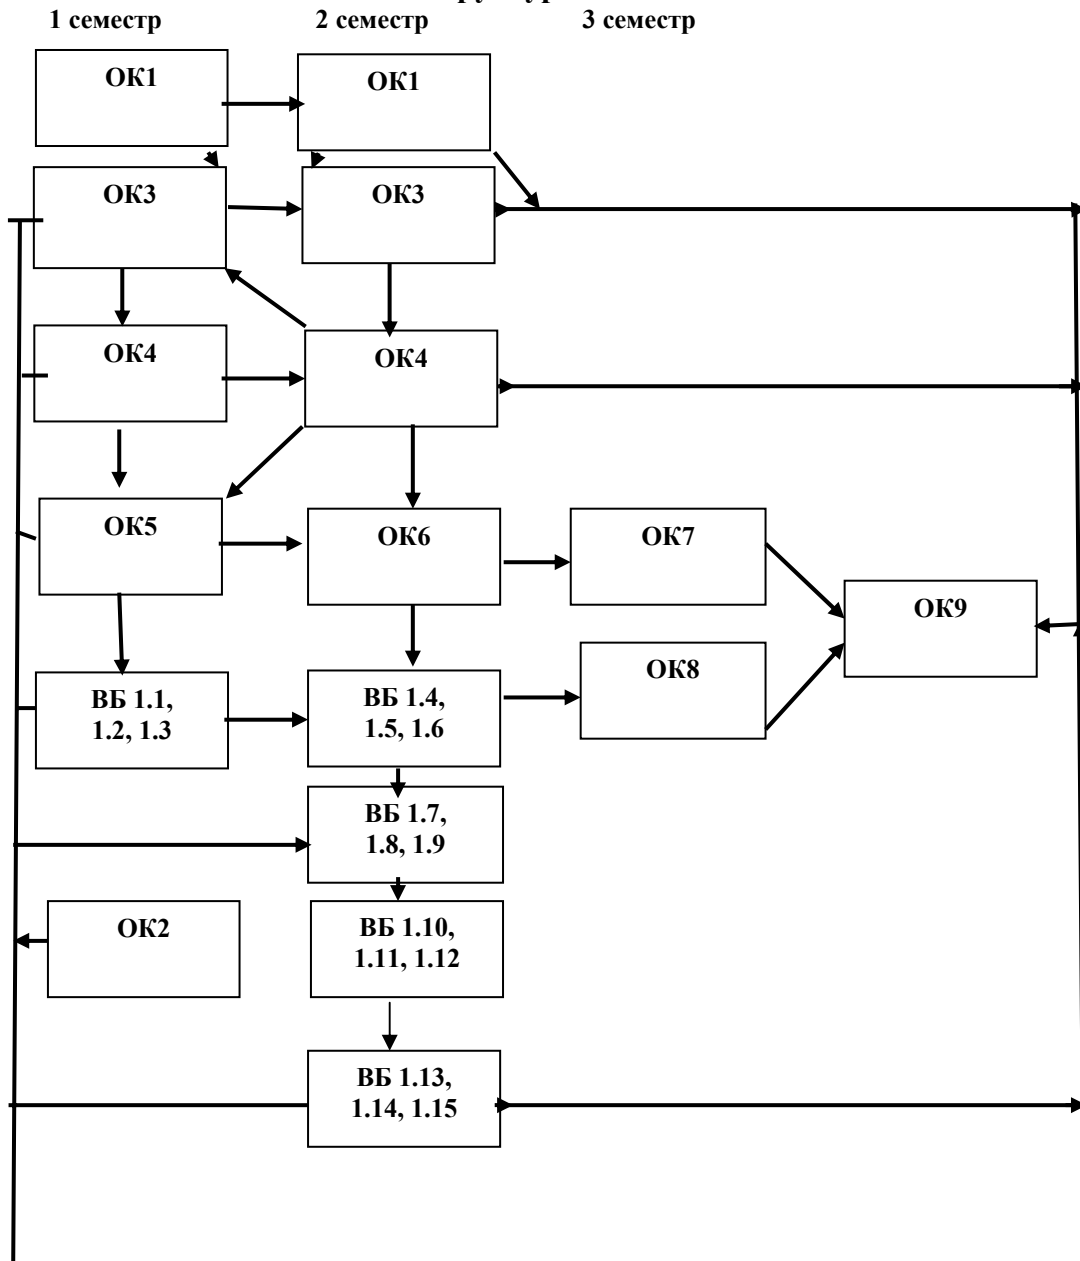 1 семестр
2 семестр
3 семестр
ОК1
ОК1
ОК3
ОК3
ОК4
ОК4
ОК5
ОК6
ОК7
ОК9
ОК8
ВБ 1.1,
1.2, 1.3
ВБ 1.4,
1.5, 1.6
ВБ 1.7,
1.8, 1.9
ОК2
ВБ 1.10,
1.11, 1.12
ВБ 1.13,
1.14, 1.15